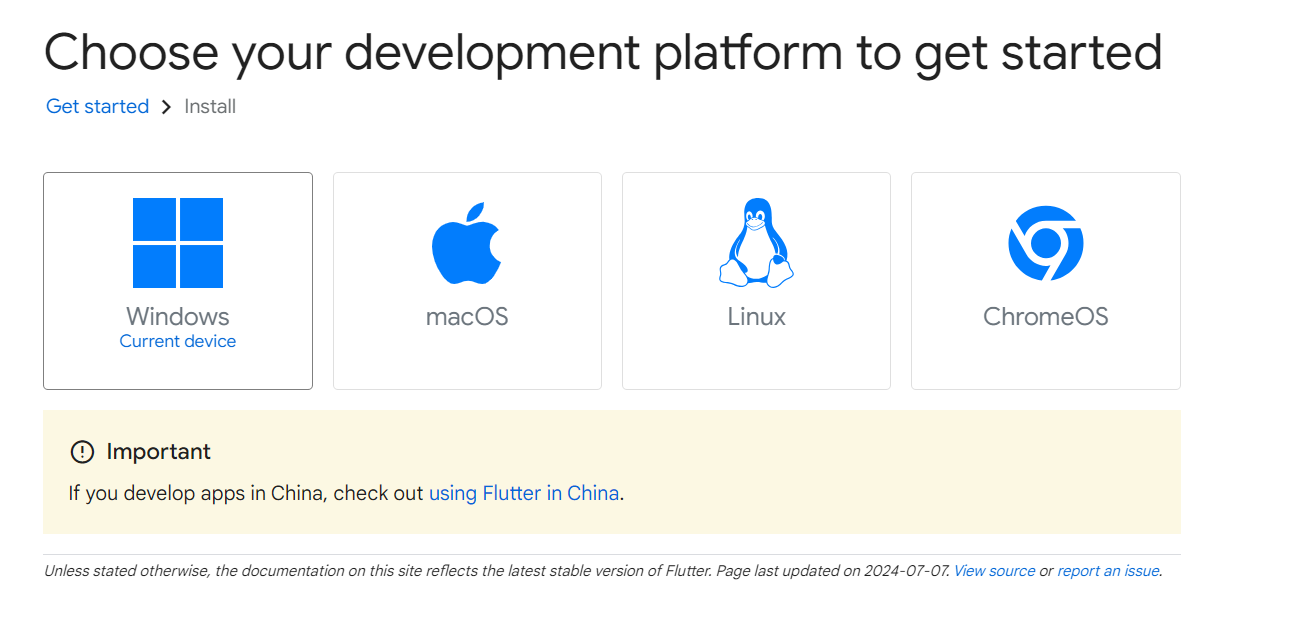 Choose your development platform to get started
Get started > Install
Windows
Current device
macOS
Linux
ChromeOS
Important
If you develop apps in China, check out using Flutter in China.
Unless stated otherwise, the documentation on this site reflects the latest stable version of Flutter. Page last updated on 2024-07-07. View source or report an issue.